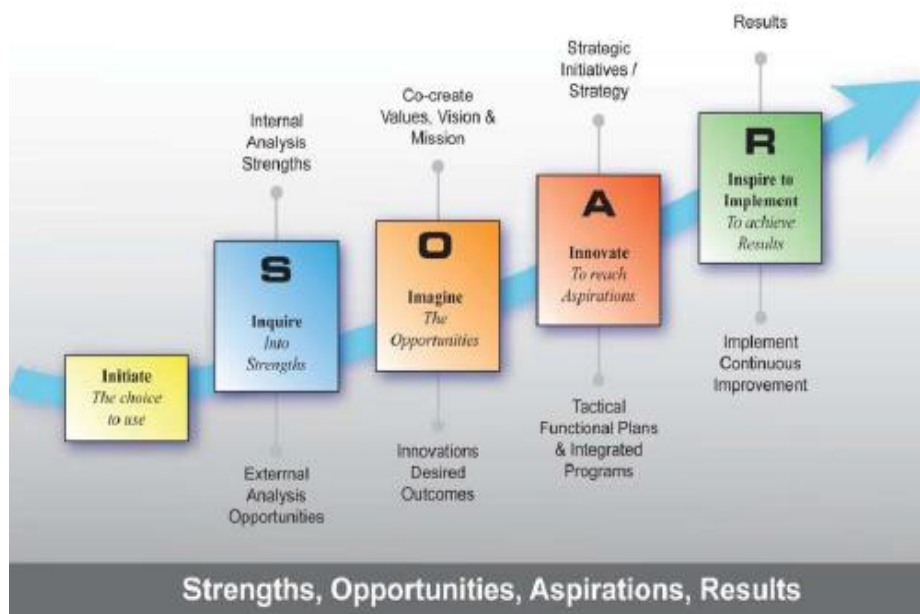 Initiate
The choice
to use
Internal
Analysis
Strengths
S
Inquire
Into
Strengths
External
Analysis
Opportunities
Co-create
Values, Vision &
Mission
O
Imagine
The
Opportunities
Innovations
Desired
Outcomes
Strategic
Initiatives /
Strategy
A
Innovate
To reach
Aspirations
Tactical
Functional Plans
& Integrated
Programs
Results
R
Inspire to
Implement
To achieve
Results
Implement
Continuous
Improvement
Strengths, Opportunities, Aspirations, Results